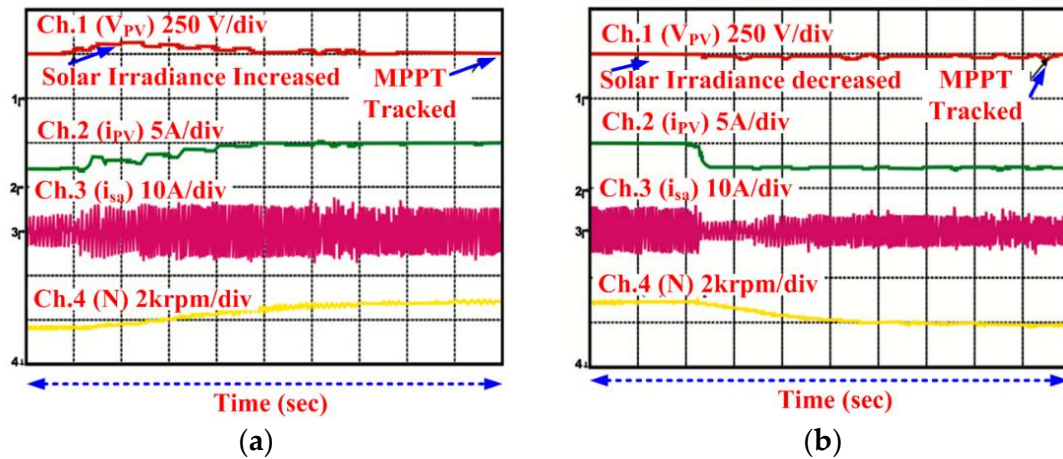 Ch.1 (VPV) 250 V/div
Solar Irradiance Increased
MPPT
Tracked
1
Ch.2 (iPV) 5A/div
2
Ch.3 (isa) 10A/div
3
Ch.4 (N) 2krpm/div
4
Time (sec)
(a)
Ch.1 (VPV) 250 V/div
Solar Irradiance decreased
MPPT
Tracked
1
Ch.2 (iPV) 5A/div
2
Ch.3 (isa) 10A/div
3
Ch.4 (N) 2krpm/div
4
Time (sec)
(b)